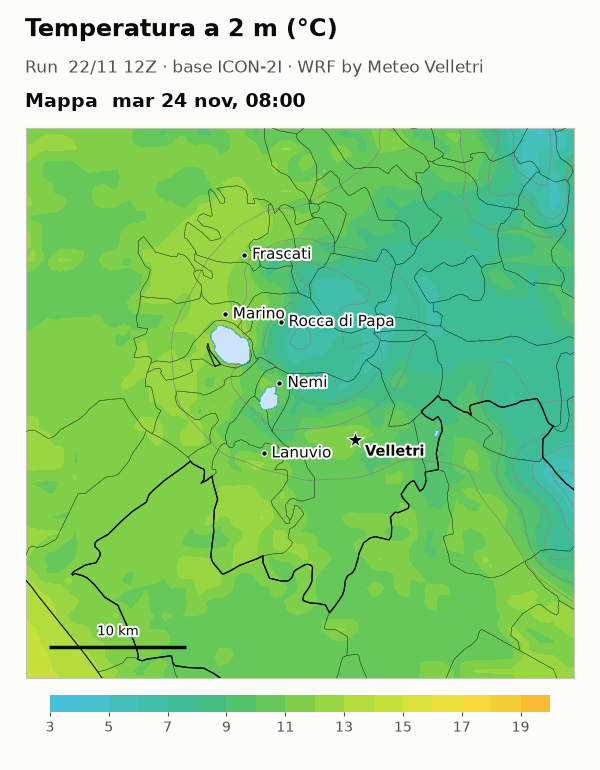 Temperatura a 2 m (°C)
Run  22/11 12Z · base ICON-2I · WRF by Meteo Velletri
Mappa  mar 24 nov, 08:00
Frascati
Marino
Rocca di Papa
Nemi
Velletri
Lanuvio
10 km
3 5 7 9 11 13 15 17 19